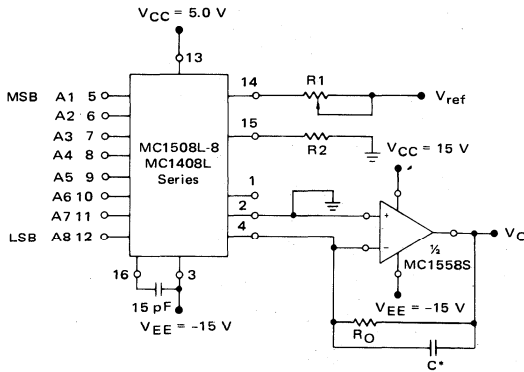 VCC = 5.0 V
13
MSB A1 5
A2 6
A3 7
A4 8
A5 9
A6 10
A7 11
LSB A8 12
MC1508L-8
MC1408L
Series
14
R1
Vref
15
R2
VCC = 15 V
1
2
4
+
−
½
MC1558S
VO
VEE = -15 V
RO
C*
16
3
15 pF
VEE = -15 V